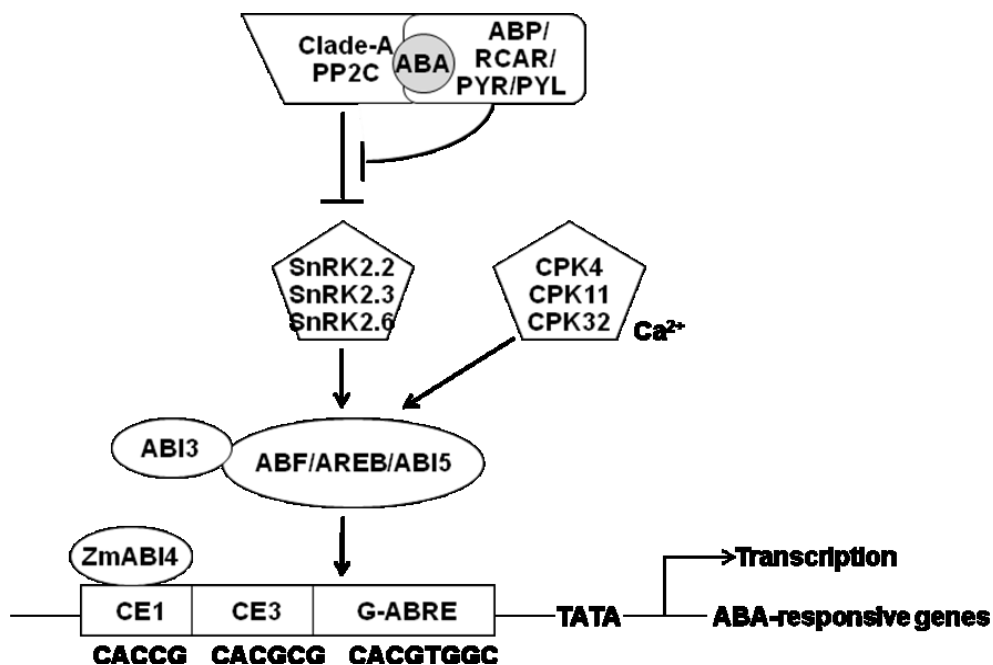 Clade-A
PP2C
ABA
ABP/
RCAR/
PYR/PYL
SnRK2.2
SnRK2.3
SnRK2.6
CPK4
CPK11
CPK32
Ca²⁺
ABI3
ABF/AREB/ABI5
ZmABI4
Transcription
CE1
CE3
G-ABRE
TATA
ABA-responsive genes
CACCG
CACGCG
CACGTGGC